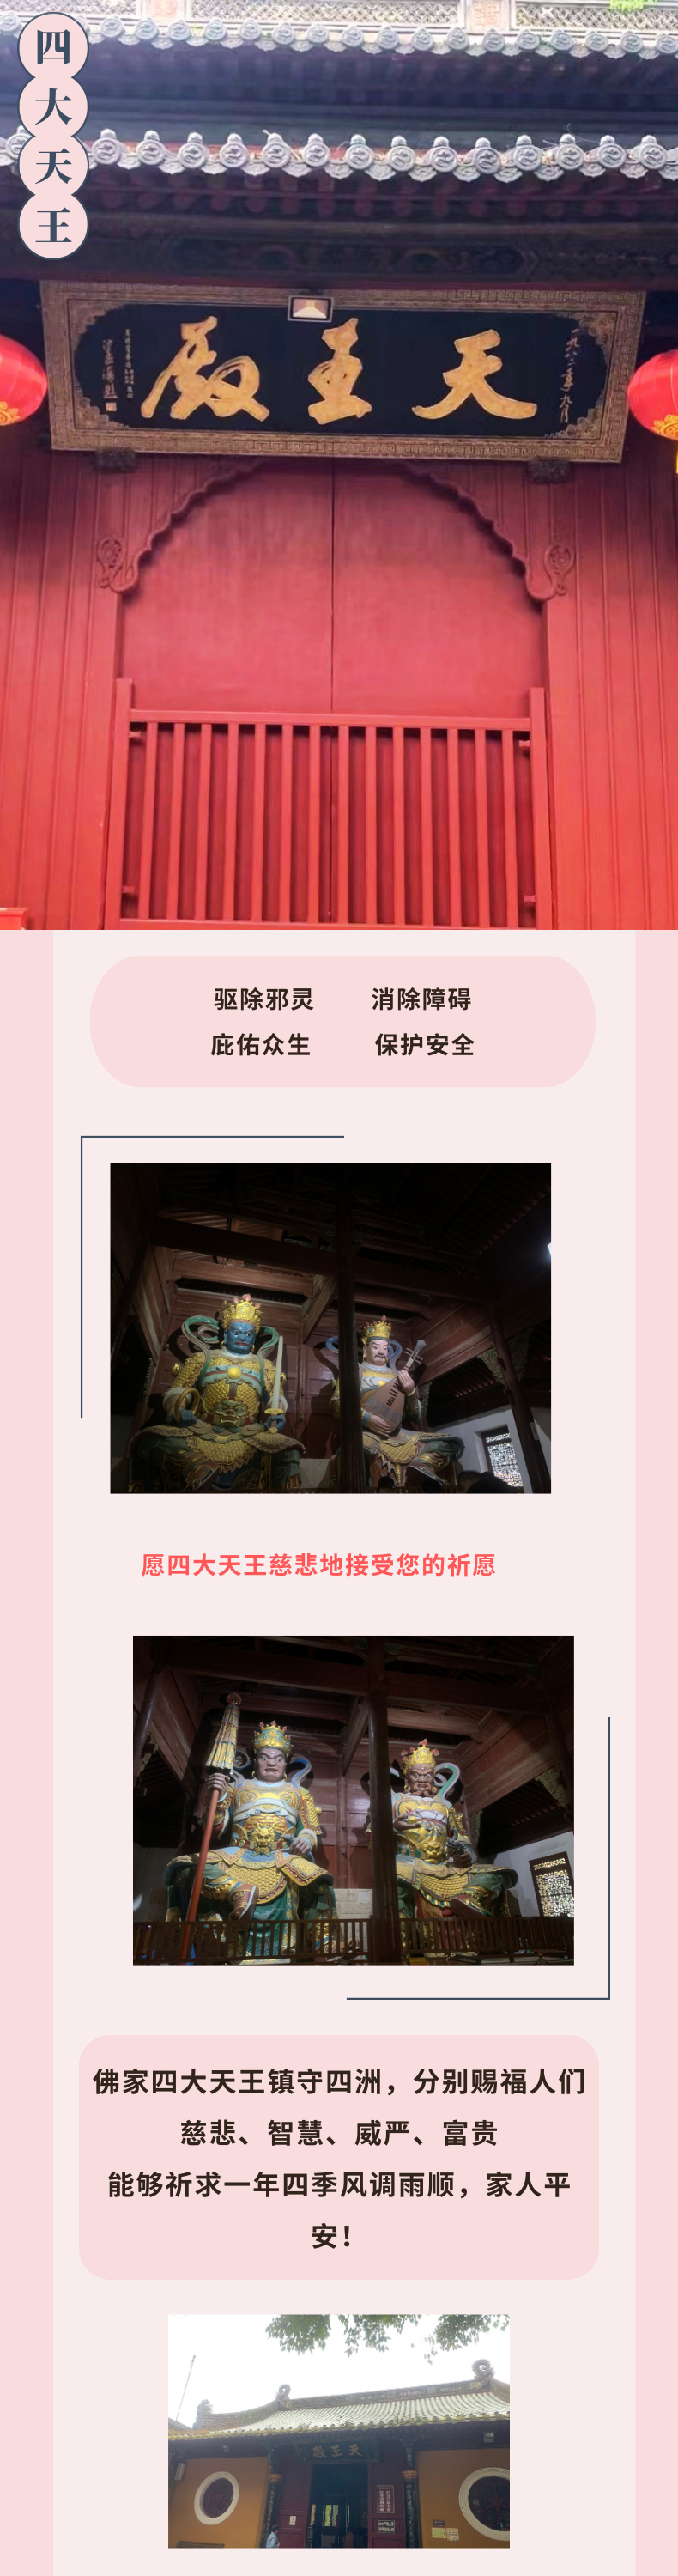 四大天王
天王殿
一九八三年九月
驱除邪灵 消除障碍
庇佑众生 保护安全
愿四大天王慈悲地接受您的祈愿
佛家四大天王镇守四洲，分别赐福人们
慈悲、智慧、威严、富贵
能够祈求一年四季风调雨顺，家人平
安！
天王殿